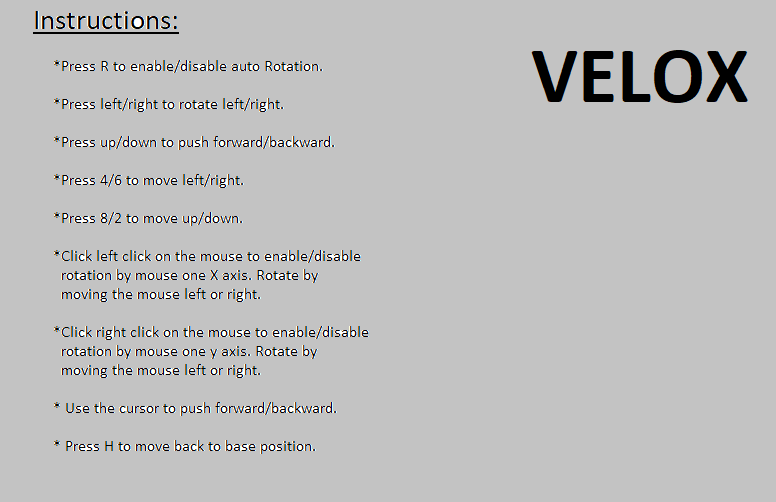 Instructions:
VELOX
*Press R to enable/disable auto Rotation.
*Press left/right to rotate left/right.
*Press up/down to push forward/backward.
*Press 4/6 to move left/right.
*Press 8/2 to move up/down.
*Click left click on the mouse to enable/disable
rotation by mouse one X axis. Rotate by
moving the mouse left or right.
*Click right click on the mouse to enable/disable
rotation by mouse one y axis. Rotate by
moving the mouse left or right.
* Use the cursor to push forward/backward.
* Press H to move back to base position.